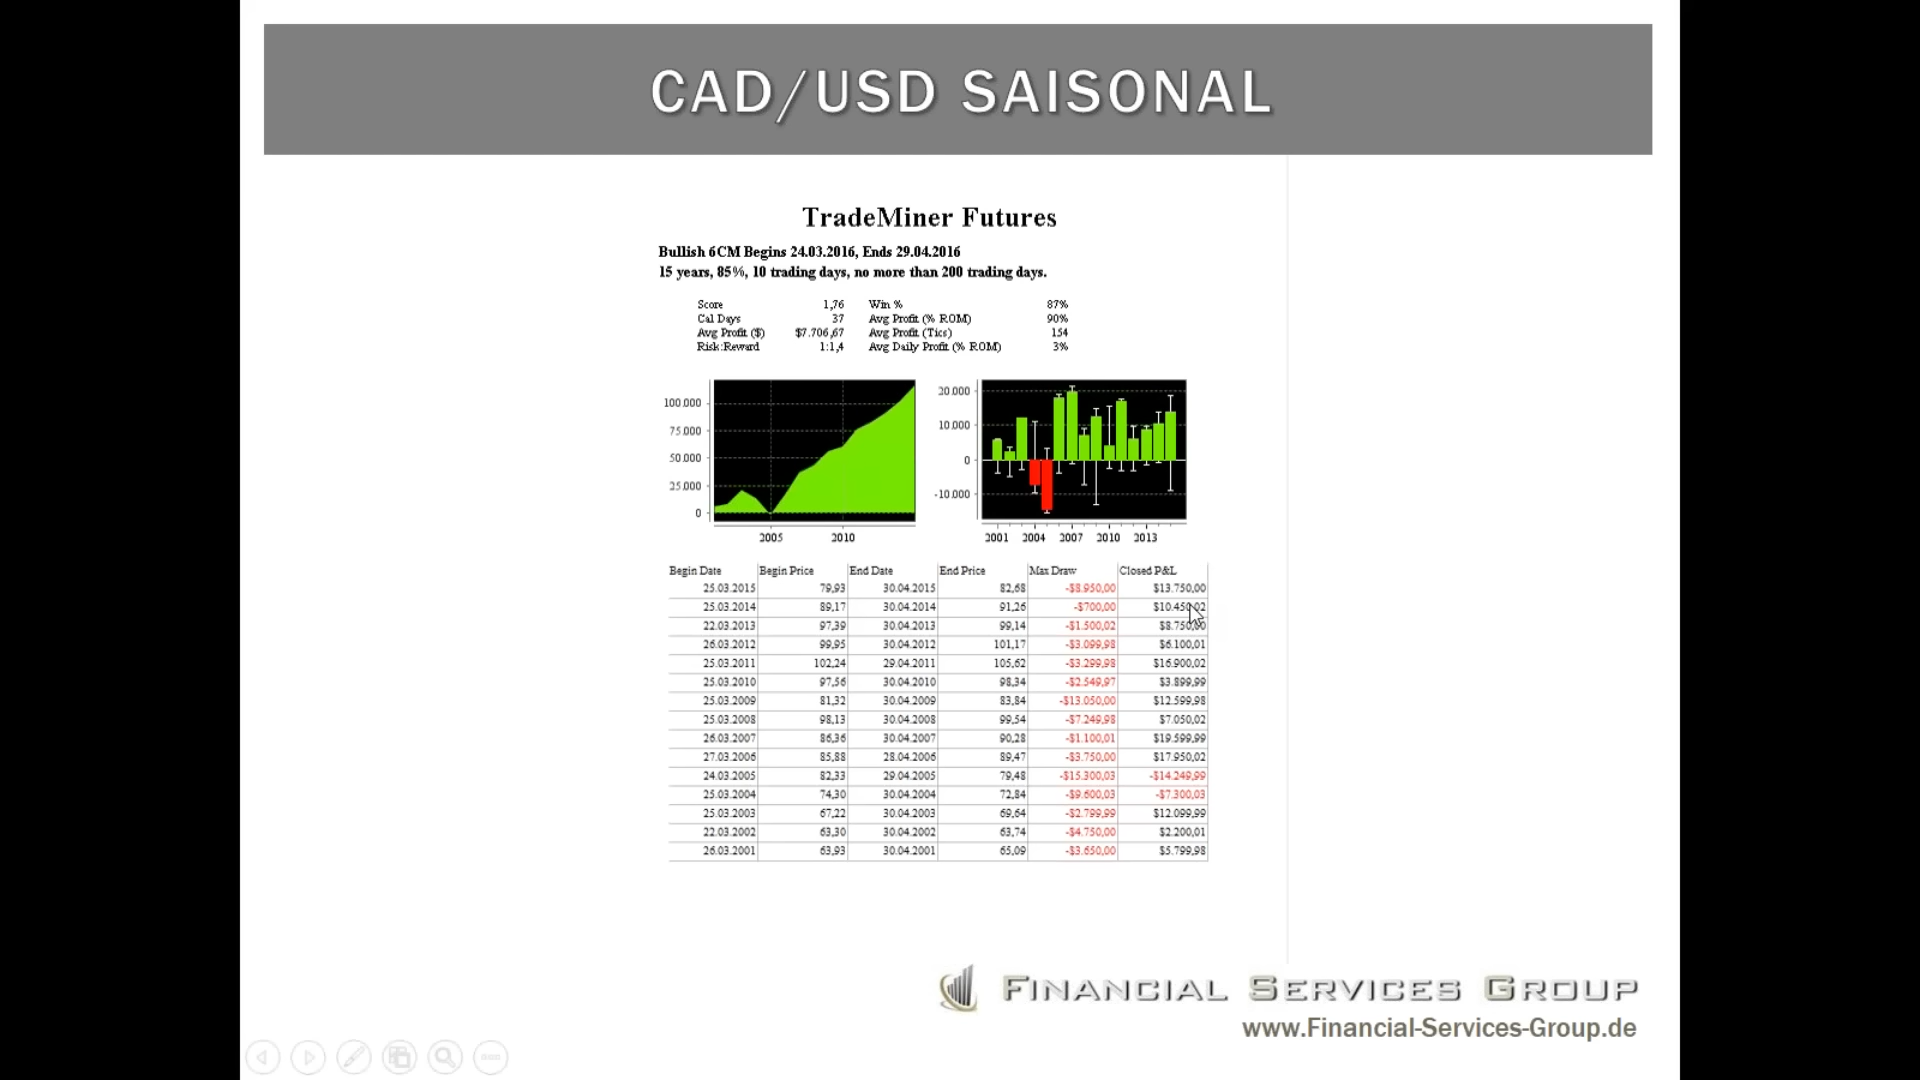 CAD/USD SAISONAL
TradeMiner Futures
Bullish 6CM Begins 24.03.2016, Ends 29.04.2016
15 years, 85%, 10 trading days, no more than 200 trading days.
Score 1,76 Win % 87%
Cal Days 37 Avg Profit (% ROM) 90%
Avg Profit ($) $7.706,67 Avg Profit (Tics) 154
Risk:Reward 1:1,4 Avg Daily Profit (% ROM) 3%
100.000
75.000
50.000
25.000
0
2005 2010
20.000
10.000
0
-10.000
2001 2004 2007 2010 2013
Begin Date Begin Price End Date End Price Max Draw Closed P&L
25.03.2015 79,93 30.04.2015 82,68 -$8.950,00 $13.750,00
25.03.2014 89,17 30.04.2014 91,26 -$700,00 $10.450,02
22.03.2013 97,39 30.04.2013 99,14 -$1.500,02 $8.750,00
26.03.2012 99,95 30.04.2012 101,17 -$3.099,98 $6.100,01
25.03.2011 102,24 29.04.2011 105,62 -$3.299,98 $16.900,02
25.03.2010 97,56 30.04.2010 98,34 -$2.549,97 $3.899,99
25.03.2009 81,32 30.04.2009 83,84 -$13.050,00 $12.599,98
25.03.2008 98,13 30.04.2008 99,54 -$7.249,98 $7.050,02
26.03.2007 86,36 30.04.2007 90,28 -$1.100,01 $19.599,99
27.03.2006 85,88 28.04.2006 89,47 -$3.750,00 $17.950,02
24.03.2005 82,33 29.04.2005 79,48 -$15.300,03 -$14.249,99
25.03.2004 74,30 30.04.2004 72,84 -$9.600,03 -$7.300,03
25.03.2003 67,22 30.04.2003 69,64 -$2.799,99 $12.099,99
22.03.2002 63,30 30.04.2002 63,74 -$4.750,00 $2.200,01
26.03.2001 63,93 30.04.2001 65,09 -$3.650,00 $5.799,98
FINANCIAL SERVICES GROUP
www.Financial-Services-Group.de